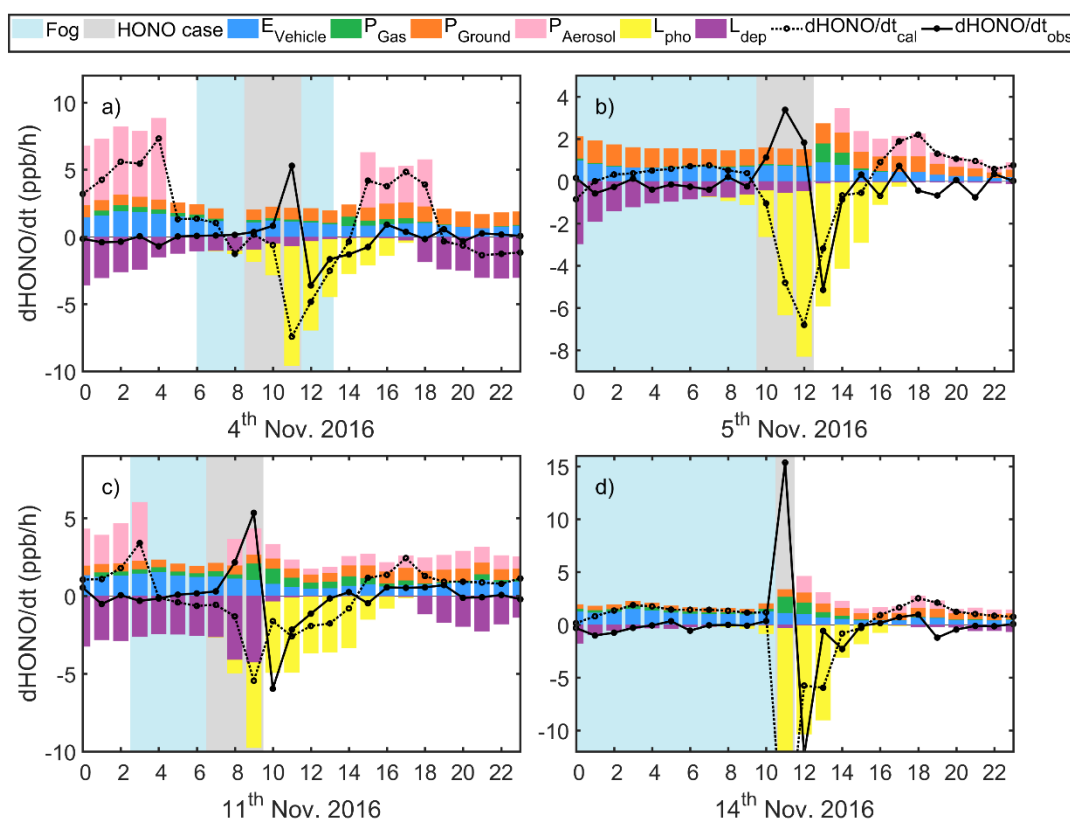 Fog HONO case E_Vehicle P_Gas P_Ground P_Aerosol L_pho L_dep dHONO/dt_cal dHONO/dt_obs
a) b)
10 5 0 -5 -10
4 2 0 -2 -4 -6 -8
dHONO/dt (ppb/h)
0 2 4 6 8 10 12 14 16 18 20 22
0 2 4 6 8 10 12 14 16 18 20 22
4th Nov. 2016 5th Nov. 2016
c) d)
5 0 -5 -10
15 10 5 0 -5 -10
dHONO/dt (ppb/h)
0 2 4 6 8 10 12 14 16 18 20 22
0 2 4 6 8 10 12 14 16 18 20 22
11th Nov. 2016 14th Nov. 2016